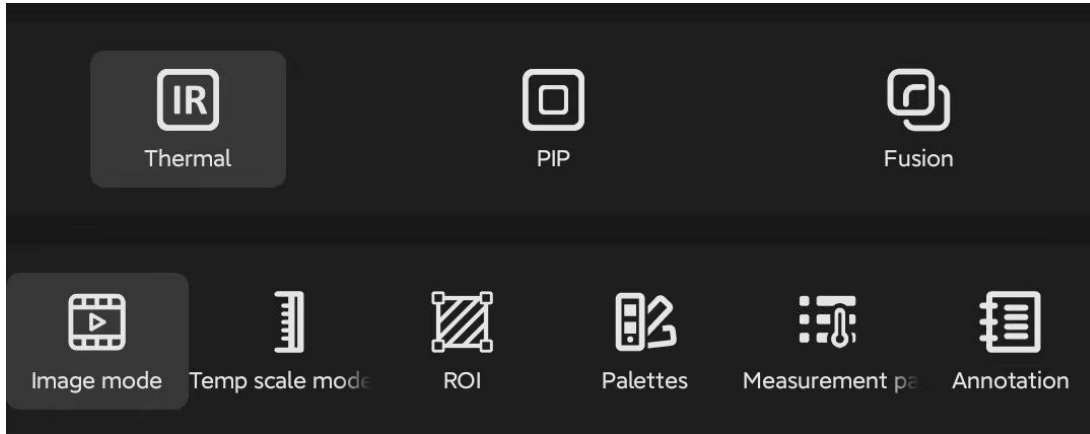 IR
Thermal PIP Fusion
Image mode Temp scale mode ROI Palettes Measurement pa Annotation